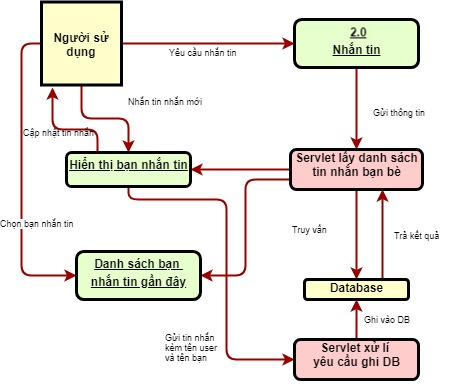 Người sử
dụng
2.0
Nhắn tin
Yêu cầu nhắn tin
Nhắn tin nhắn mới
Gửi thông tin
Cập nhật tin nhắn
Hiển thị bạn nhắn tin
Servlet lấy danh sách
tin nhắn bạn bè
Chọn bạn nhắn tin
Truy vấn
Trả kết quả
Danh sách bạn
nhắn tin gần đây
Database
Ghi vào DB
Gửi tin nhắn
kèm tên user
và tên bạn
Servlet xử lí
yêu cầu ghi DB